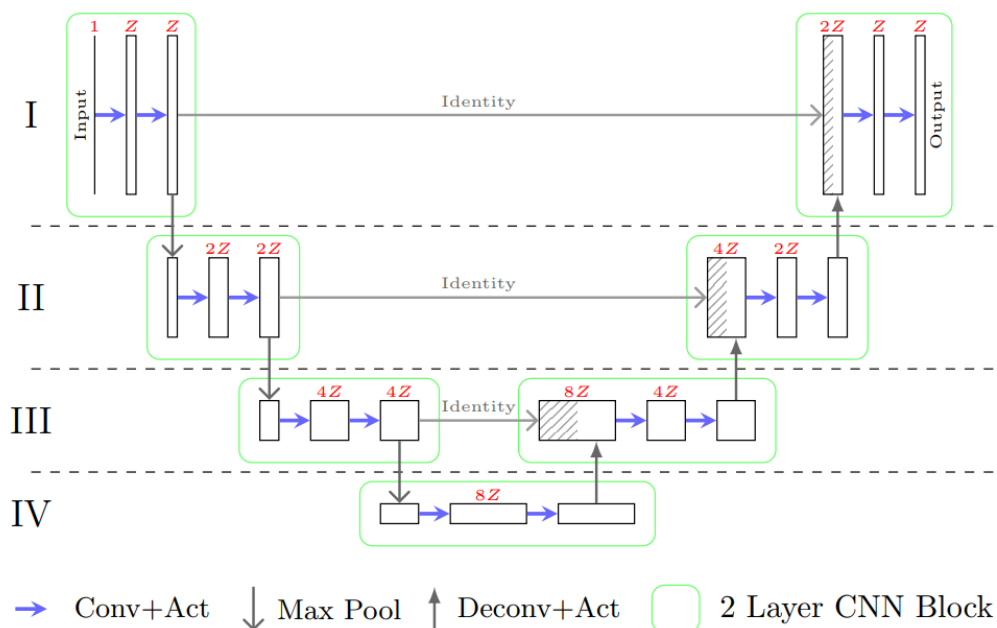 1 Z Z 2Z Z Z
I Input Identity Output
2Z 2Z 4Z 2Z
II Identity
4Z 4Z 8Z 4Z
III Identity
8Z
IV
Conv+Act Max Pool Deconv+Act 2 Layer CNN Block